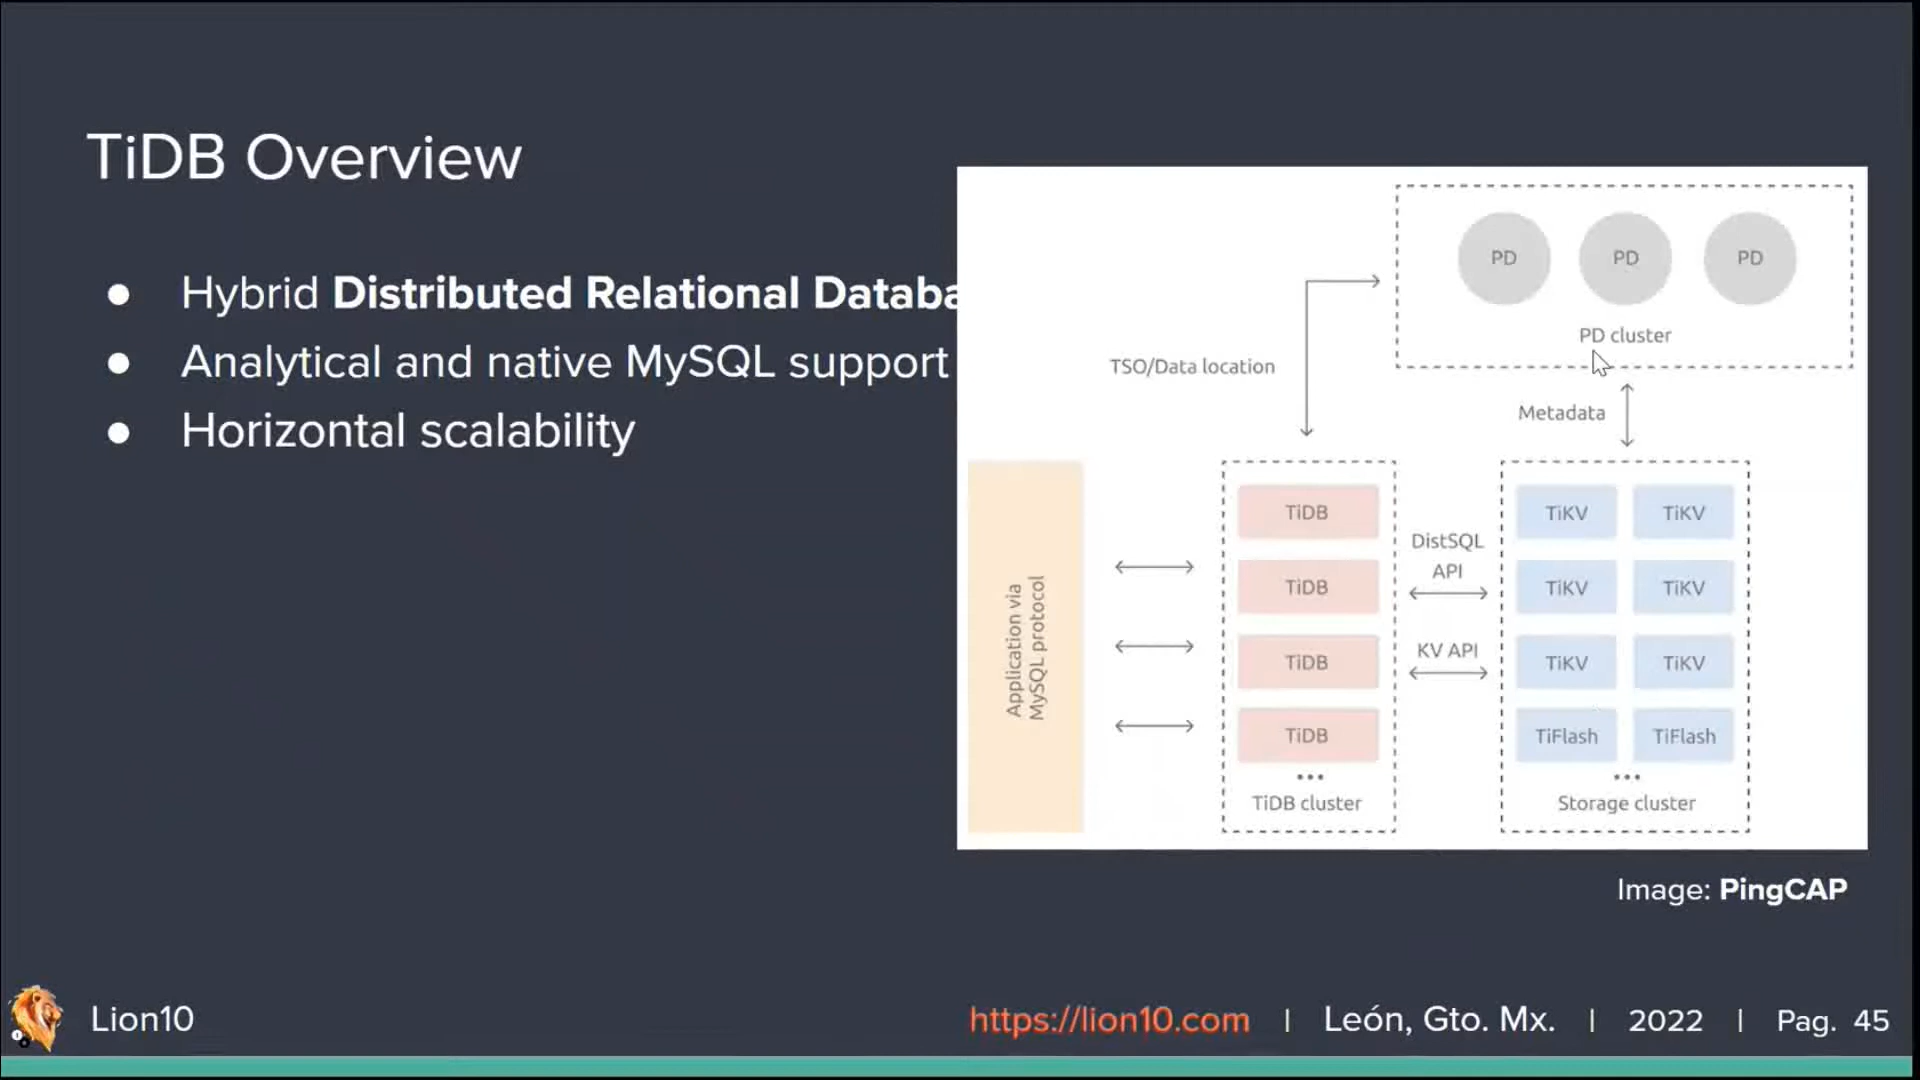 TiDB Overview
● Hybrid Distributed Relational Databa
● Analytical and native MySQL support
● Horizontal scalability
PD PD PD
PD cluster
TSO/Data location
Metadata
Application via
MySQL protocol
TiDB
TiDB
TiDB
TiDB
•••
TiDB cluster
DistSQL
API
KV API
TiKV TiKV
TiKV TiKV
TiKV TiKV
TiFlash TiFlash
•••
Storage cluster
Image: PingCAP
Lion10
https://lion10.com | León, Gto. Mx. | 2022 | Pag. 45